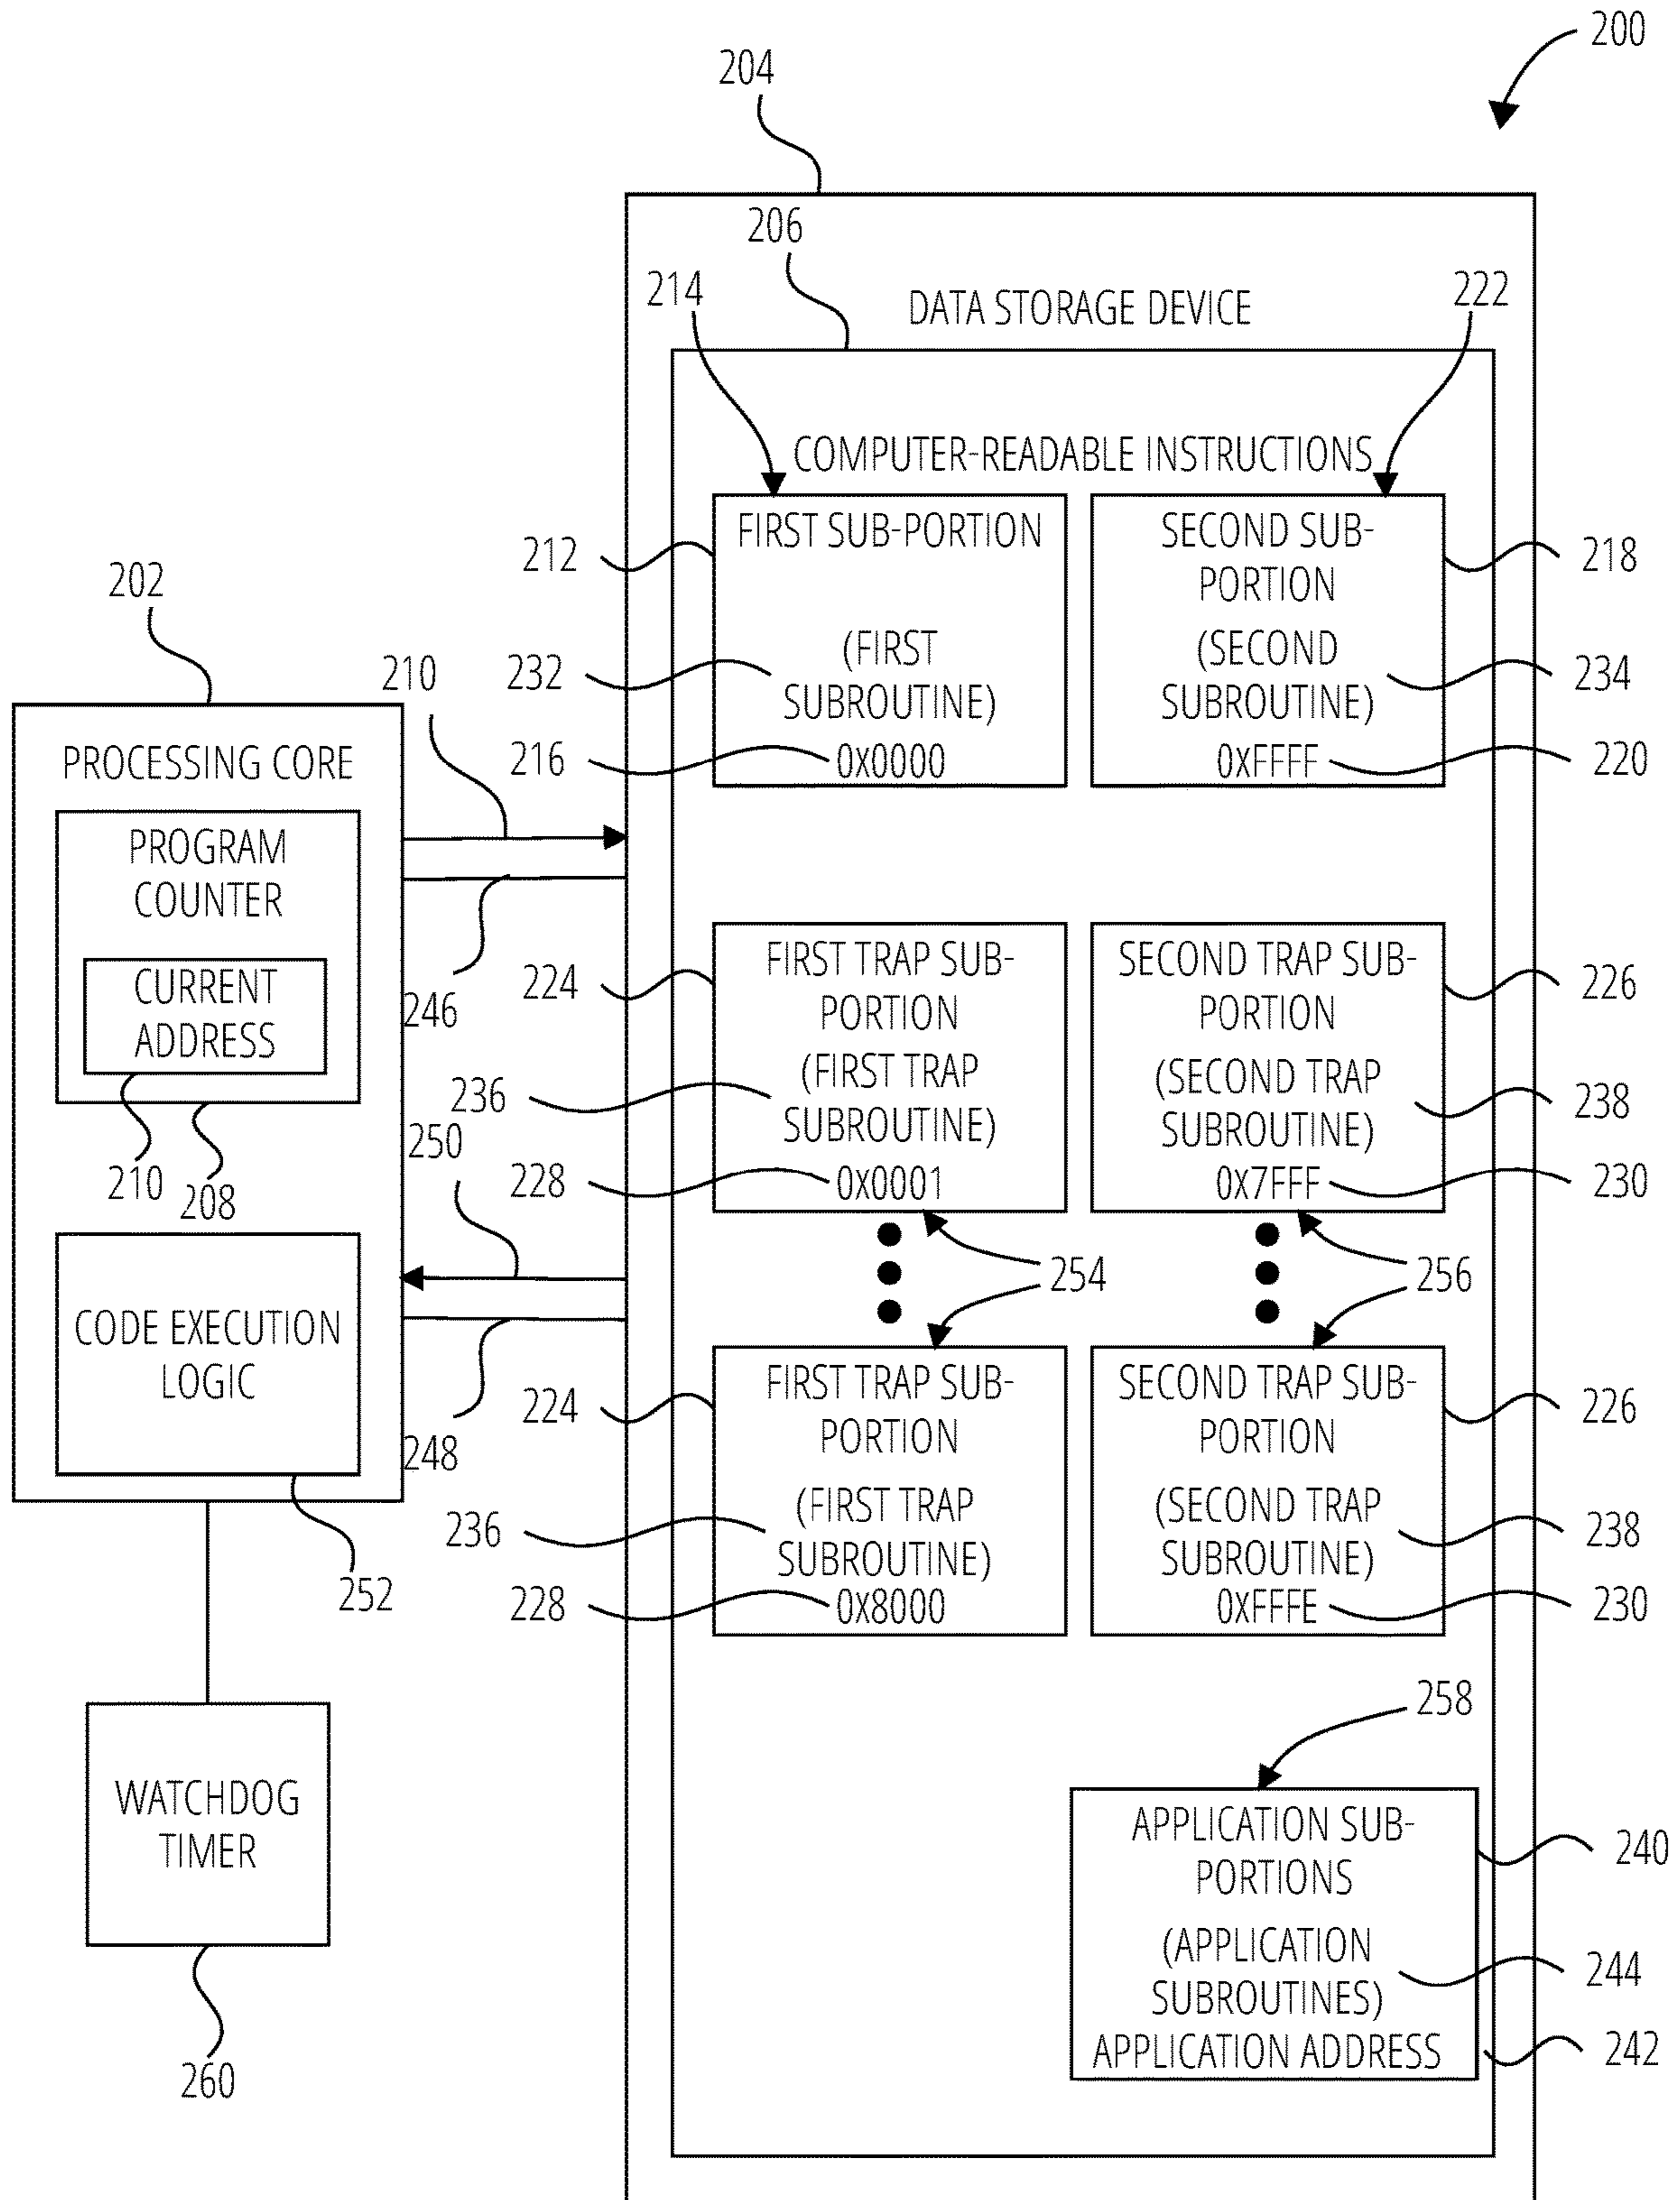 200
204
206
214
222
DATA STORAGE DEVICE
COMPUTER-READABLE INSTRUCTIONS
FIRST SUB-PORTION
(FIRST
SUBROUTINE)
0X0000
212
232
216
SECOND SUB-
PORTION
(SECOND
SUBROUTINE)
0XFFFF
218
234
220
202
PROCESSING CORE
PROGRAM
COUNTER
CURRENT
ADDRESS
210
208
CODE EXECUTION
LOGIC
252
210
246
250
248
FIRST TRAP SUB-
PORTION
(FIRST TRAP
SUBROUTINE)
0X0001
224
236
228
SECOND TRAP SUB-
PORTION
(SECOND TRAP
SUBROUTINE)
0X7FFF
226
238
230
254
256
FIRST TRAP SUB-
PORTION
(FIRST TRAP
SUBROUTINE)
0X8000
224
236
228
SECOND TRAP SUB-
PORTION
(SECOND TRAP
SUBROUTINE)
0XFFFE
226
238
230
WATCHDOG
TIMER
260
258
APPLICATION SUB-
PORTIONS
(APPLICATION
SUBROUTINES)
APPLICATION ADDRESS
240
244
242